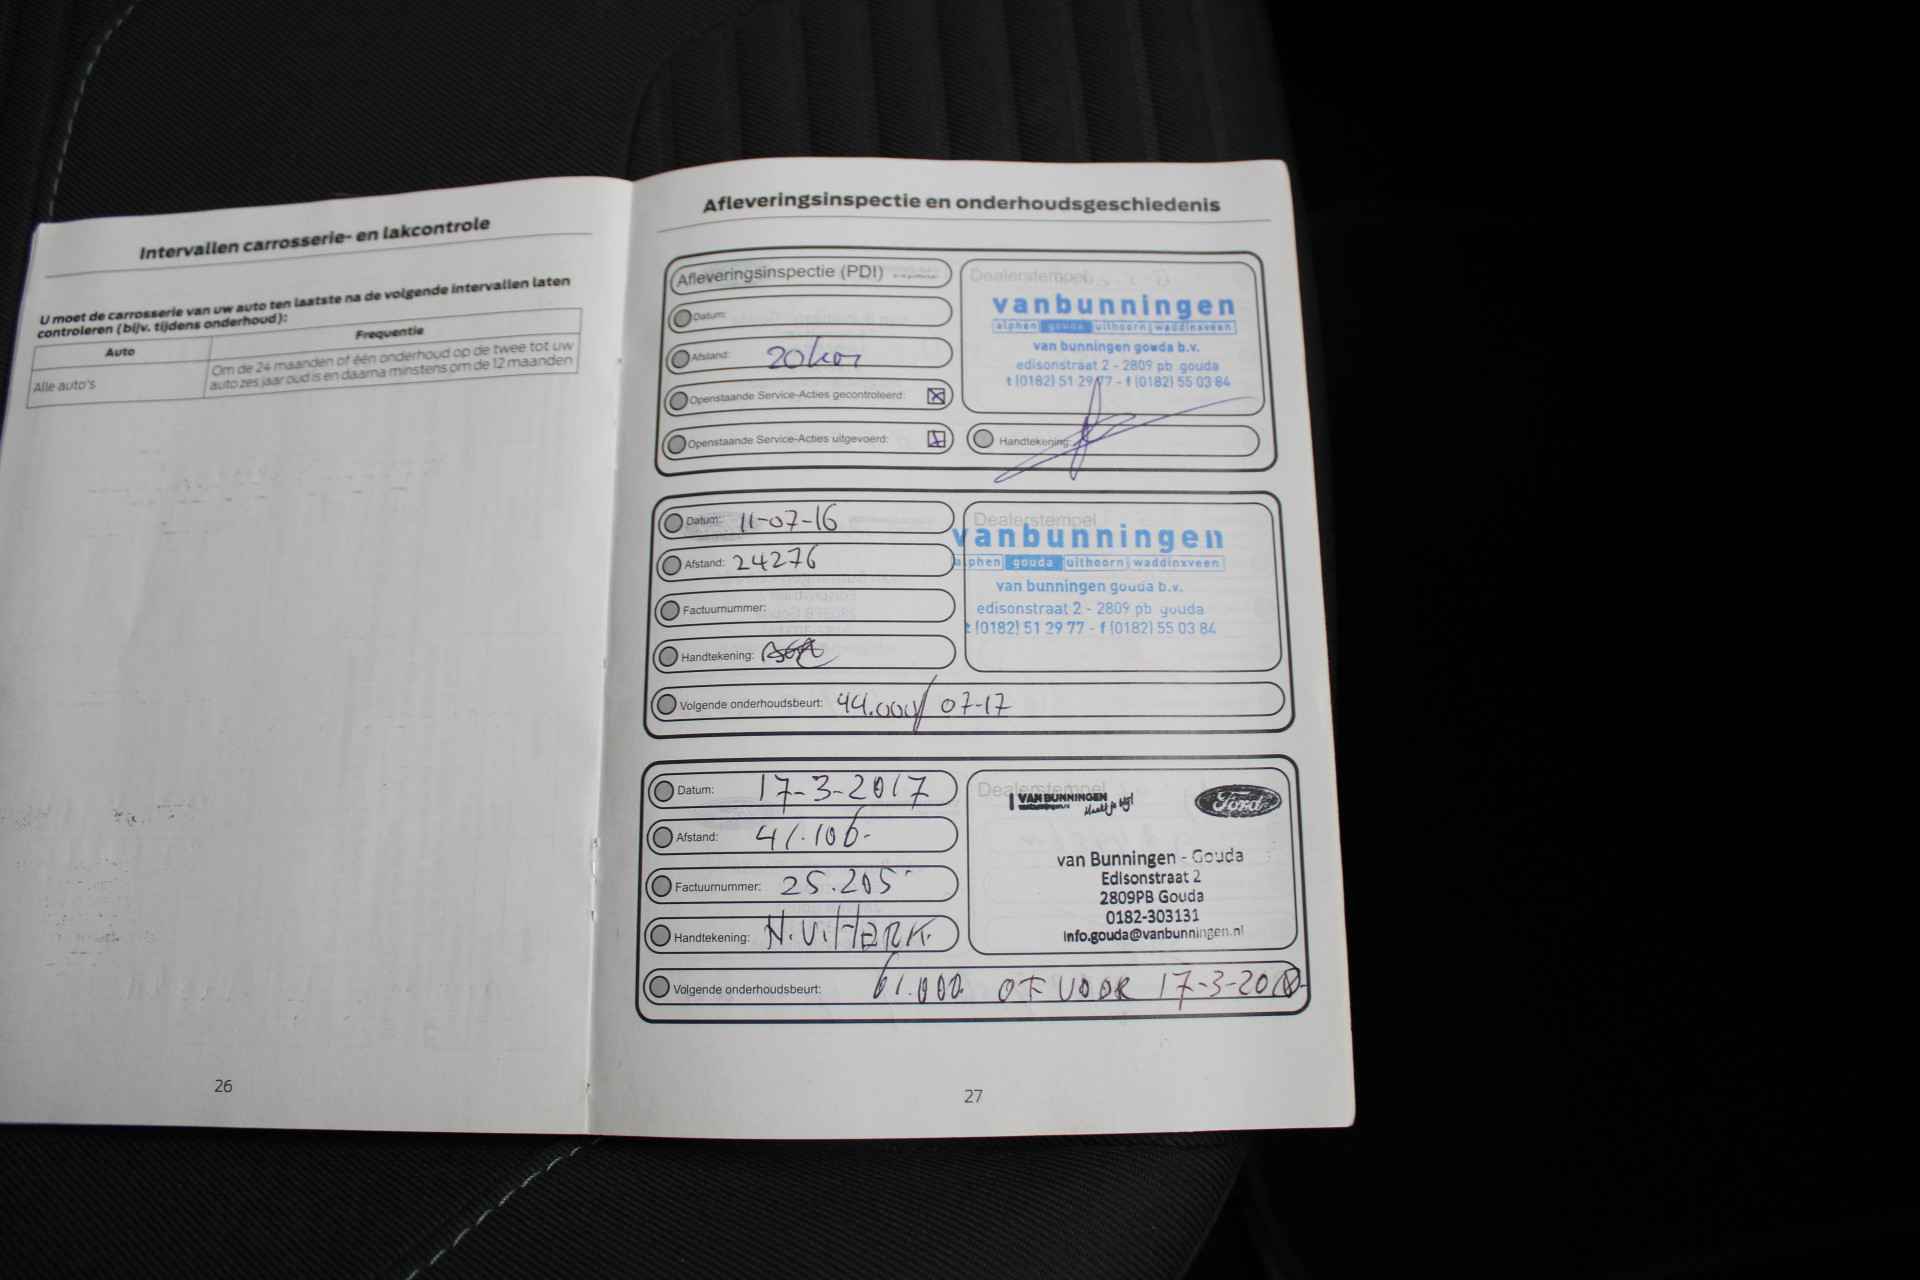 Intervallen carrosserie- en lakcontrole
U moet de carrosserie van uw auto ten laatste na de volgende intervallen laten
controleren (bijv. tijdens onderhoud):
Auto
Frequentie
Alle auto's
Om de 24 maanden of één onderhoud op de twee tot uw
auto zes jaar oud is en daarna minstens om de 12 maanden
26
Afleveringsinspectie en onderhoudsgeschiedenis
Afleveringsinspectie (PDI)
Datum:
Afstand: 20km
Openstaande Service-Acties gecontroleerd:
Openstaande Service-Acties uitgevoerd:
Dealerstempel
vanbunningen
alphen gouda uithoorn waddinxveen
van bunningen gouda b.v.
edisonstraat 2 - 2809 pb gouda
t (0182) 51 29 77 - f (0182) 55 03 84
Handtekening:
Datum: 11-07-16
Afstand: 24276
Factuurnummer:
Handtekening:
Dealerstempel
vanbunningen
alphen gouda uithoorn waddinxveen
van bunningen gouda b.v.
edisonstraat 2 - 2809 pb gouda
t (0182) 51 29 77 - f (0182) 55 03 84
Volgende onderhoudsbeurt: 44.000/ 07-17
Datum: 17-3-2017
Afstand: 41.106-
Factuurnummer: 25.205
Handtekening:
Dealerstempel
VAN BUNNINGEN
Ford
van Bunningen - Gouda
Edisonstraat 2
2809PB Gouda
0182-303131
info.gouda@vanbunningen.nl
Volgende onderhoudsbeurt: 61.000 OF VOOR 17-3-2018-
27